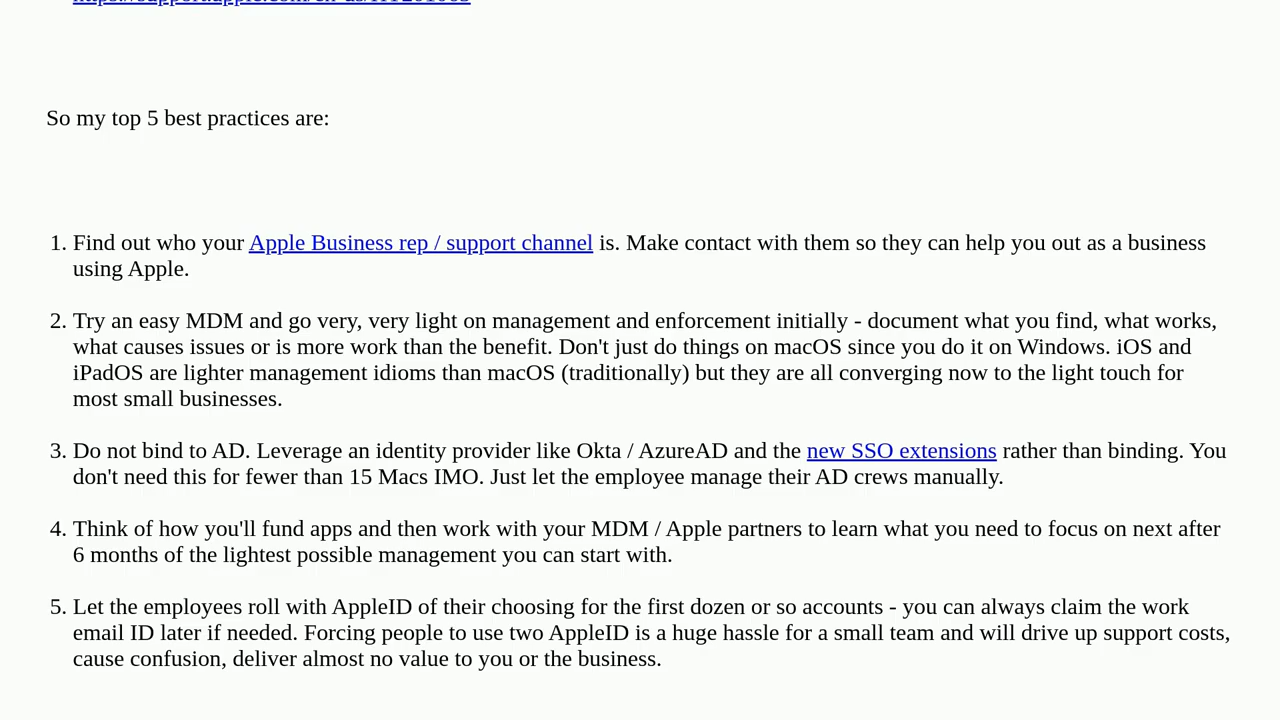 So my top 5 best practices are:
1. Find out who your Apple Business rep / support channel is. Make contact with them so they can help you out as a business
using Apple.
2. Try an easy MDM and go very, very light on management and enforcement initially - document what you find, what works,
what causes issues or is more work than the benefit. Don't just do things on macOS since you do it on Windows. iOS and
iPadOS are lighter management idioms than macOS (traditionally) but they are all converging now to the light touch for
most small businesses.
3. Do not bind to AD. Leverage an identity provider like Okta / AzureAD and the new SSO extensions rather than binding. You
don't need this for fewer than 15 Macs IMO. Just let the employee manage their AD crews manually.
4. Think of how you'll fund apps and then work with your MDM / Apple partners to learn what you need to focus on next after
6 months of the lightest possible management you can start with.
5. Let the employees roll with AppleID of their choosing for the first dozen or so accounts - you can always claim the work
email ID later if needed. Forcing people to use two AppleID is a huge hassle for a small team and will drive up support costs,
cause confusion, deliver almost no value to you or the business.